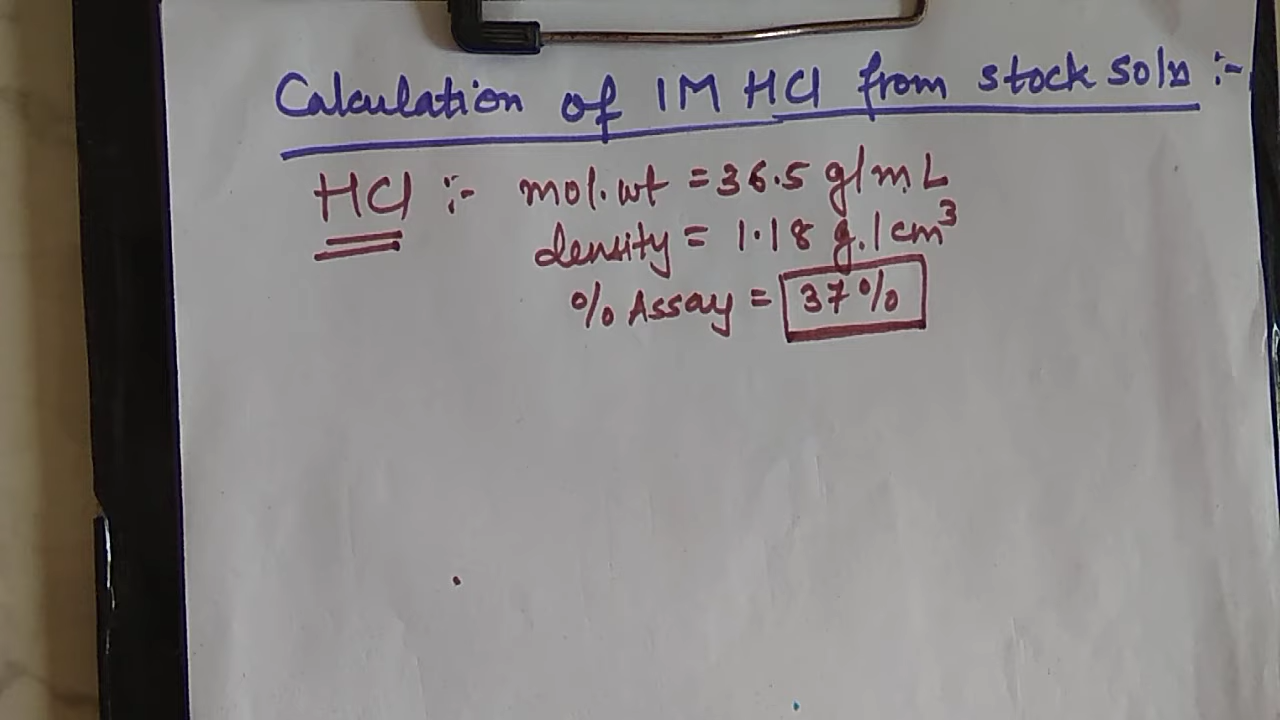 Calculation of 1M HCl from stock soln :-
HCl :- mol.wt = 36.5 g/mL
density = 1.18 g./cm³
% Assay = 37%